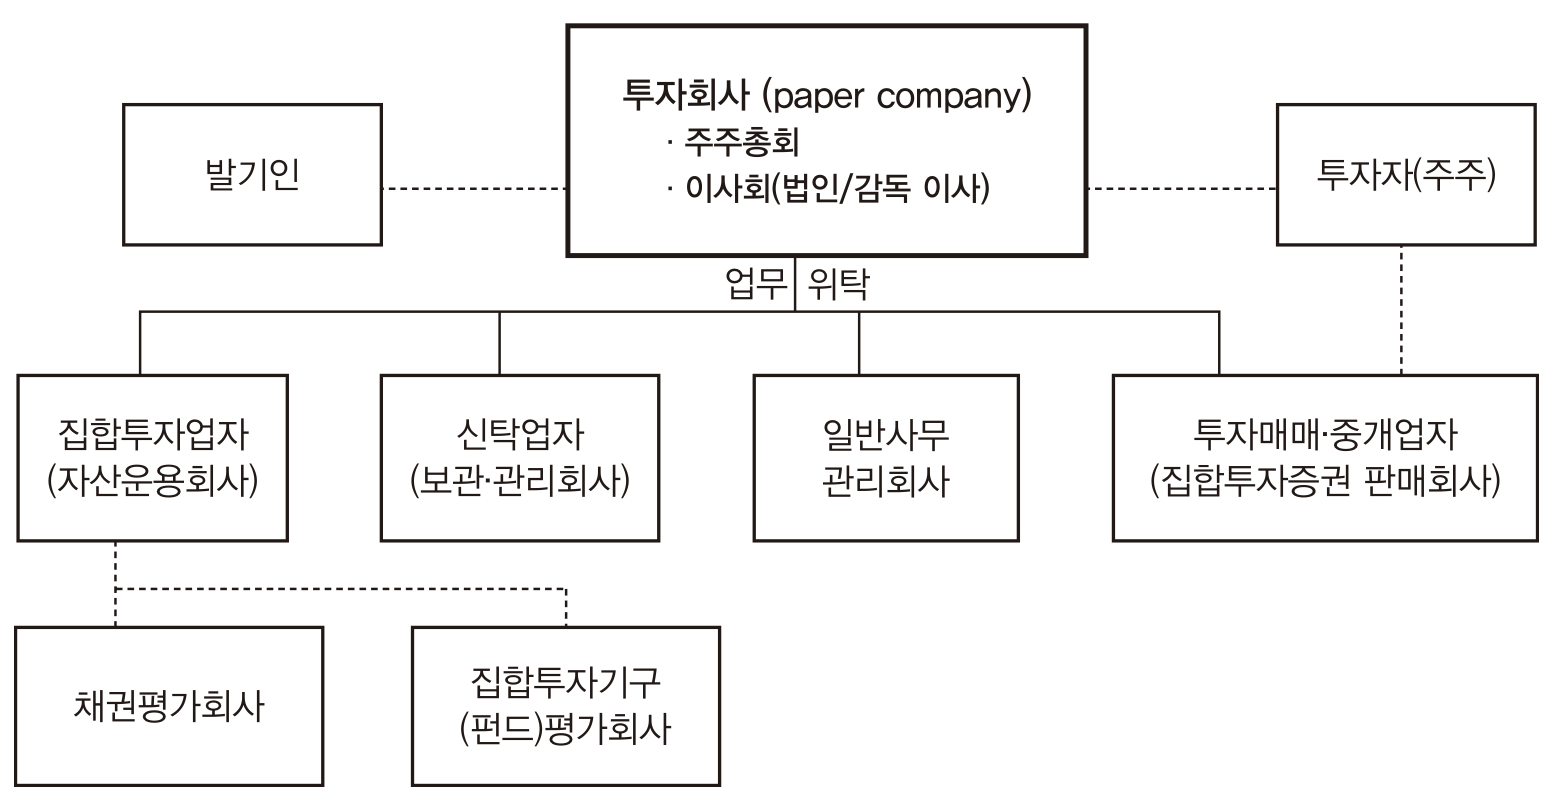 투자회사 (paper company)
· 주주총회
· 이사회(법인/감독 이사)
발기인
투자자(주주)
업무 위탁
집합투자업자
(자산운용회사)
신탁업자
(보관·관리회사)
일반사무
관리회사
투자매매·중개업자
(집합투자증권 판매회사)
채권평가회사
집합투자기구
(펀드)평가회사